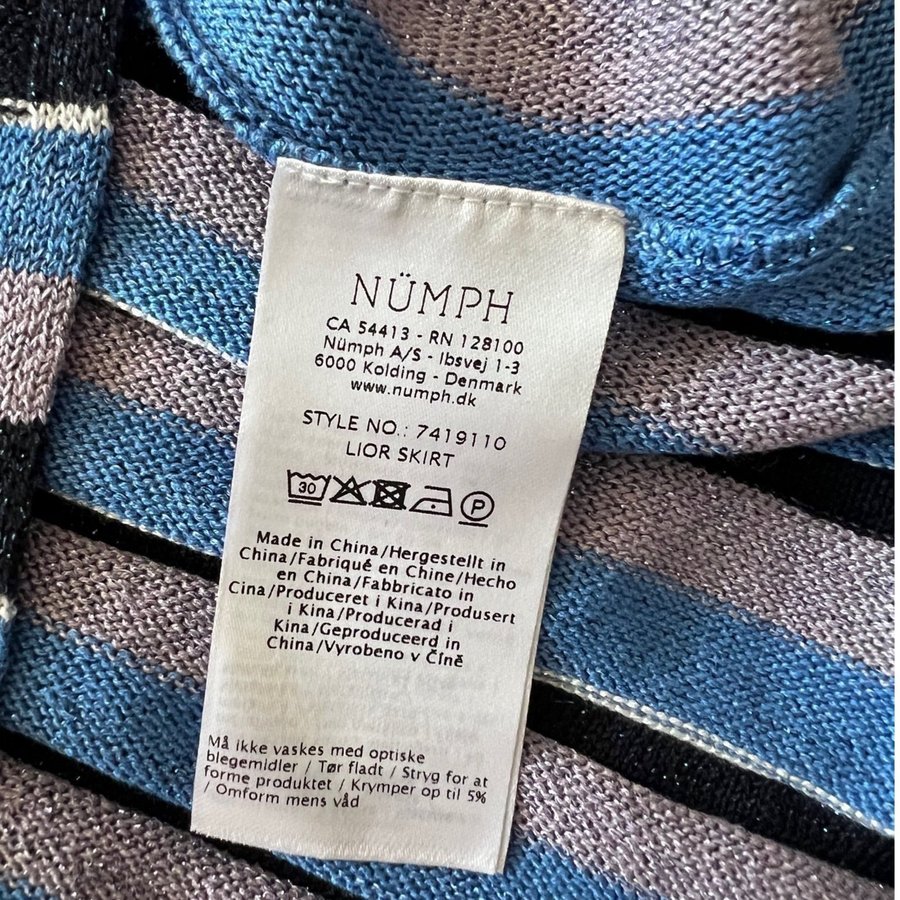 NÜMPH
CA 54413 - RN 128100
Nümph A/S - Ibsvej 1-3
6000 Kolding - Denmark
www.numph.dk
STYLE NO.: 7419110
LIOR SKIRT
30 P
Made in China/Hergestellt in
China/Fabriqué en Chine/Hecho
en China/Fabbricato in
Cina/Produceret i Kina/Produsert
i Kina/Producerad i
Kina/Geproduceerd in
China/Vyrobeno v Číně
Må ikke vaskes med optiske
blegemidler / Tør fladt / Stryg for at
forme produktet / Krymper op til 5%
/ Omform mens våd